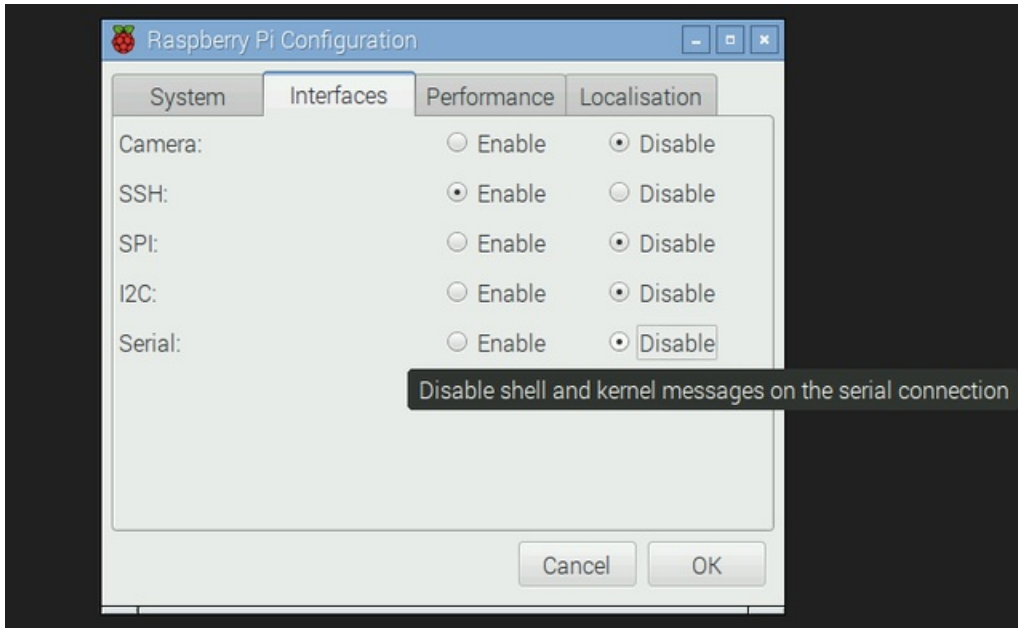 Raspberry Pi Configuration
System Interfaces Performance Localisation
Camera: Enable Disable
SSH: Enable Disable
SPI: Enable Disable
I2C: Enable Disable
Serial: Enable Disable
Disable shell and kernel messages on the serial connection
Cancel OK